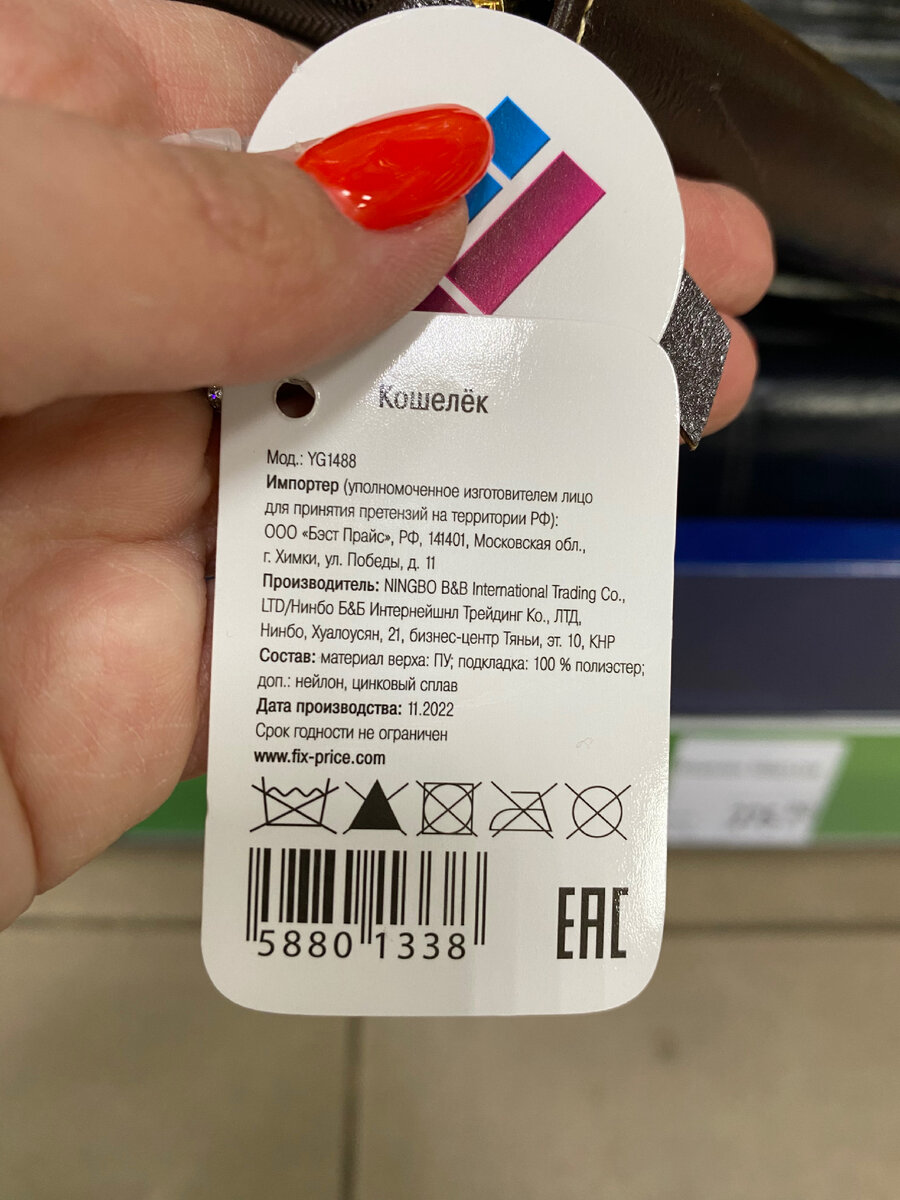 Кошелёк
Мод.: YG1488
Импортер (уполномоченное изготовителем лицо
для принятия претензий на территории РФ):
ООО «Бэст Прайс», РФ, 141401, Московская обл.,
г. Химки, ул. Победы, д. 11
Производитель: NINGBO B&B International Trading Co.,
LTD/Нинбо Б&Б Интернейшнл Трейдинг Ко., ЛТД,
Нинбо, Хуалоусян, 21, бизнес-центр Тяньи, эт. 10, КНР
Состав: материал верха: ПУ; подкладка: 100 % полиэстер;
доп.: нейлон, цинковый сплав
Дата производства: 11.2022
Срок годности не ограничен
www.fix-price.com
5880 1338
EAC